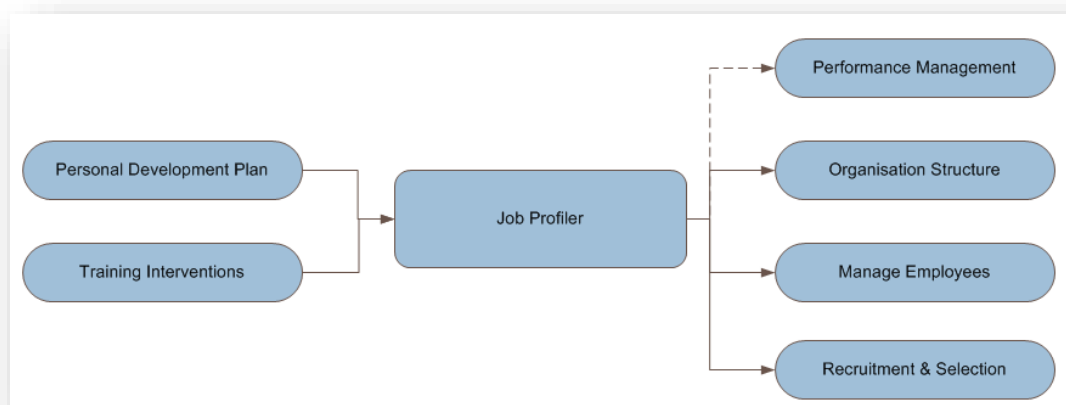 Performance Management
Personal Development Plan
Organisation Structure
Job Profiler
Training Interventions
Manage Employees
Recruitment & Selection